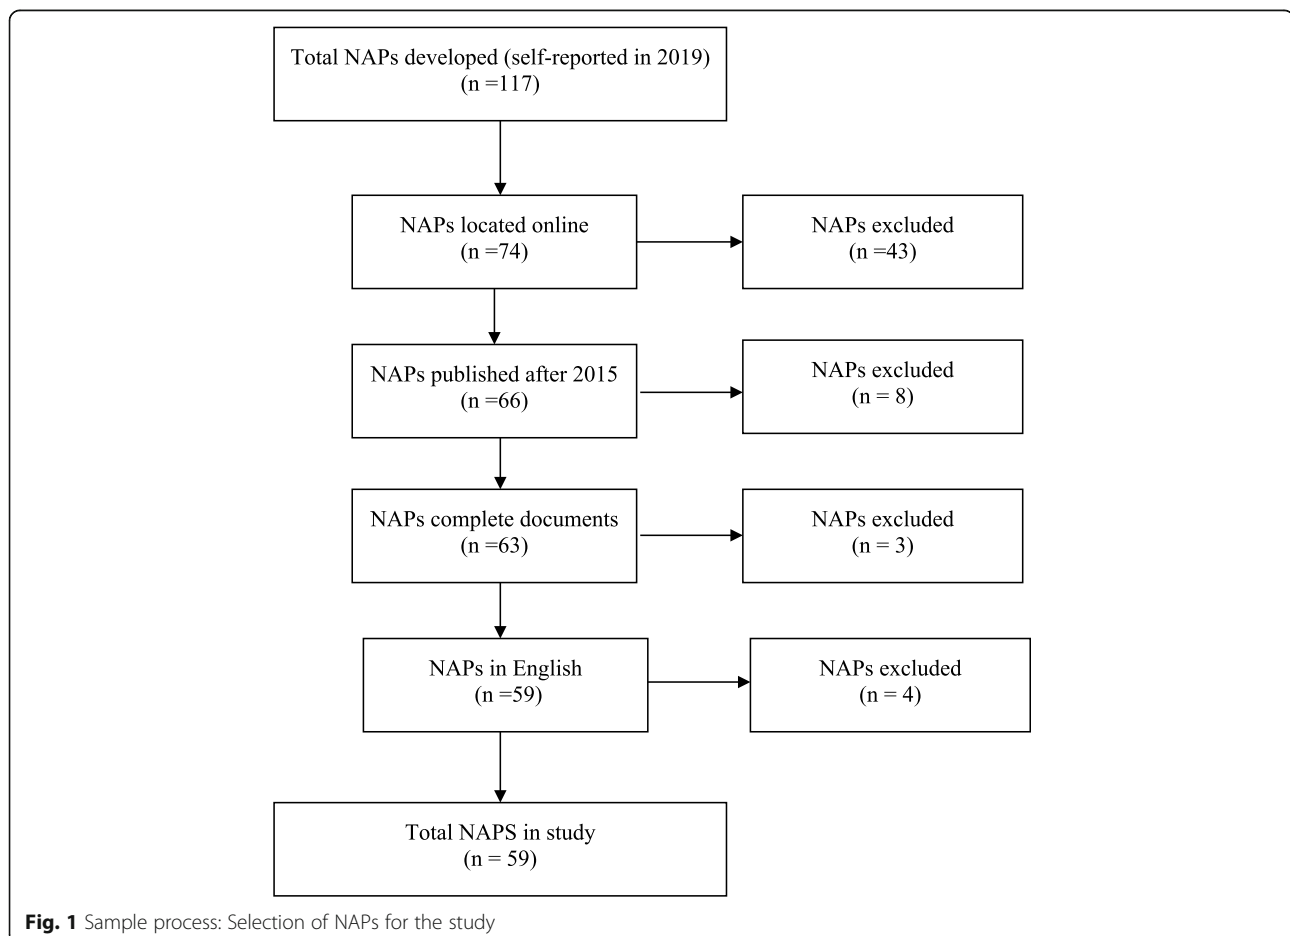 Total NAPs developed (self-reported in 2019)
(n =117)
NAPs located online
(n =74)
NAPs excluded
(n =43)
NAPs published after 2015
(n =66)
NAPs excluded
(n = 8)
NAPs complete documents
(n =63)
NAPs excluded
(n = 3)
NAPs in English
(n =59)
NAPs excluded
(n = 4)
Total NAPS in study
(n = 59)
Fig. 1 Sample process: Selection of NAPs for the study